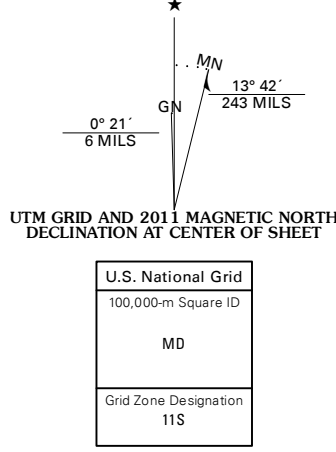 ★
MN
GN
13° 42´
243 MILS
0° 21´
6 MILS
UTM GRID AND 2011 MAGNETIC NORTH
DECLINATION AT CENTER OF SHEET
U.S. National Grid
100,000-m Square ID
MD
Grid Zone Designation
11S